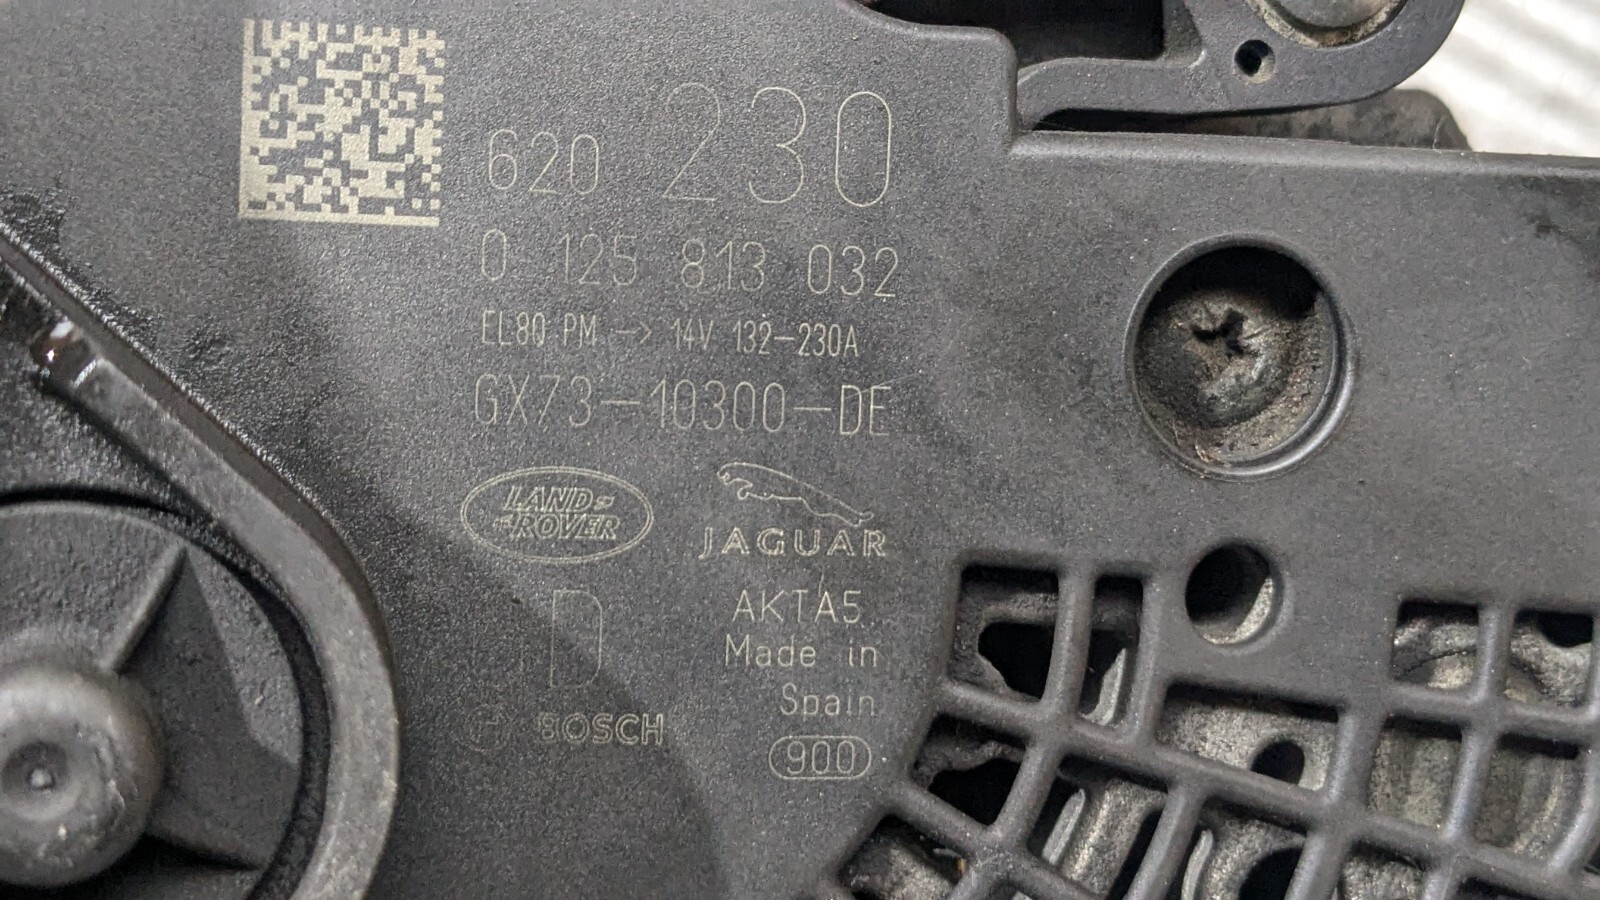 620 230
0 125 813 032
EL80 PM -> 14V 132-230A
GX73-10300-DE
LAND
ROVER
JAGUAR
D
AKTA5
Made in
Spain
BOSCH
900